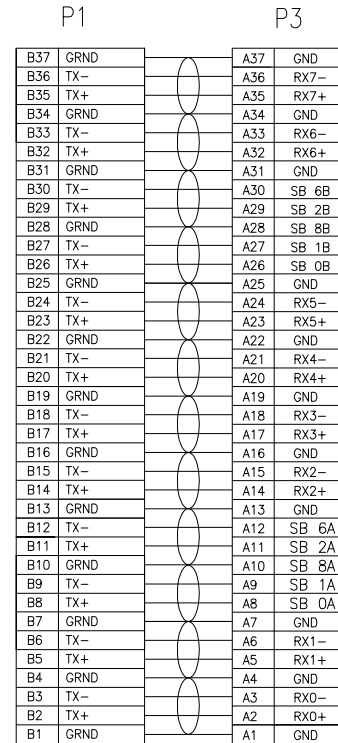 P1 P3
B37 GRND A37 GND
B36 TX− A36 RX7−
B35 TX+ A35 RX7+
B34 GRND A34 GND
B33 TX− A33 RX6−
B32 TX+ A32 RX6+
B31 GRND A31 GND
B30 TX− A30 SB 6B
B29 TX+ A29 SB 2B
B28 GRND A28 SB 8B
B27 TX− A27 SB 1B
B26 TX+ A26 SB 0B
B25 GRND A25 GND
B24 TX− A24 RX5−
B23 TX+ A23 RX5+
B22 GRND A22 GND
B21 TX− A21 RX4−
B20 TX+ A20 RX4+
B19 GRND A19 GND
B18 TX− A18 RX3−
B17 TX+ A17 RX3+
B16 GRND A16 GND
B15 TX− A15 RX2−
B14 TX+ A14 RX2+
B13 GRND A13 GND
B12 TX− A12 SB 6A
B11 TX+ A11 SB 2A
B10 GRND A10 SB 8A
B9 TX− A9 SB 1A
B8 TX+ A8 SB 0A
B7 GRND A7 GND
B6 TX− A6 RX1−
B5 TX+ A5 RX1+
B4 GRND A4 GND
B3 TX− A3 RX0−
B2 TX+ A2 RX0+
B1 GRND A1 GND